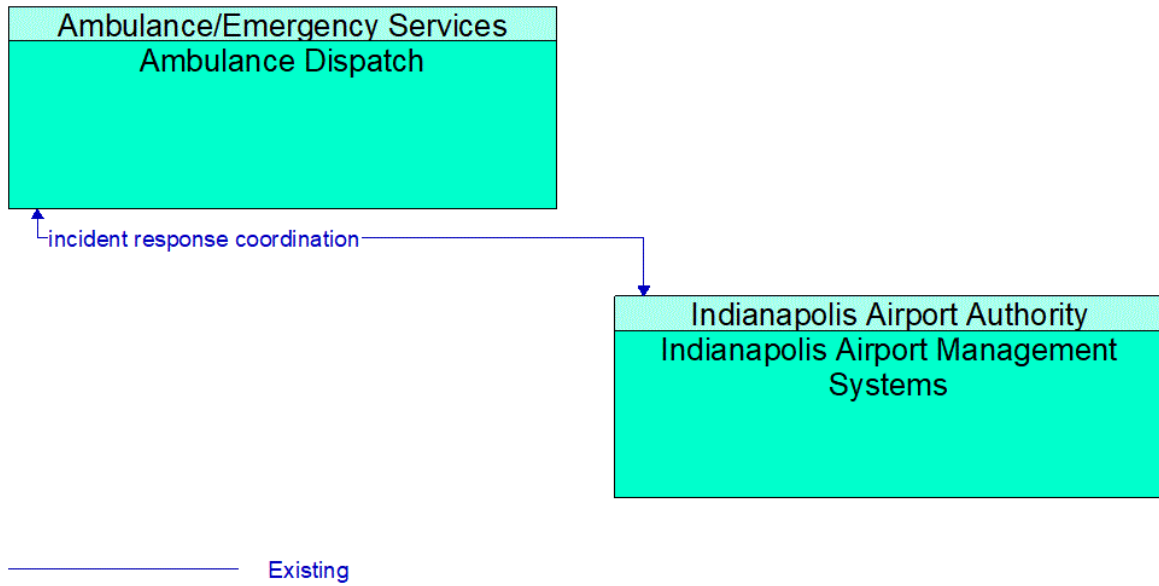 Ambulance/Emergency Services
Ambulance Dispatch
incident response coordination
Indianapolis Airport Authority
Indianapolis Airport Management
Systems
Existing